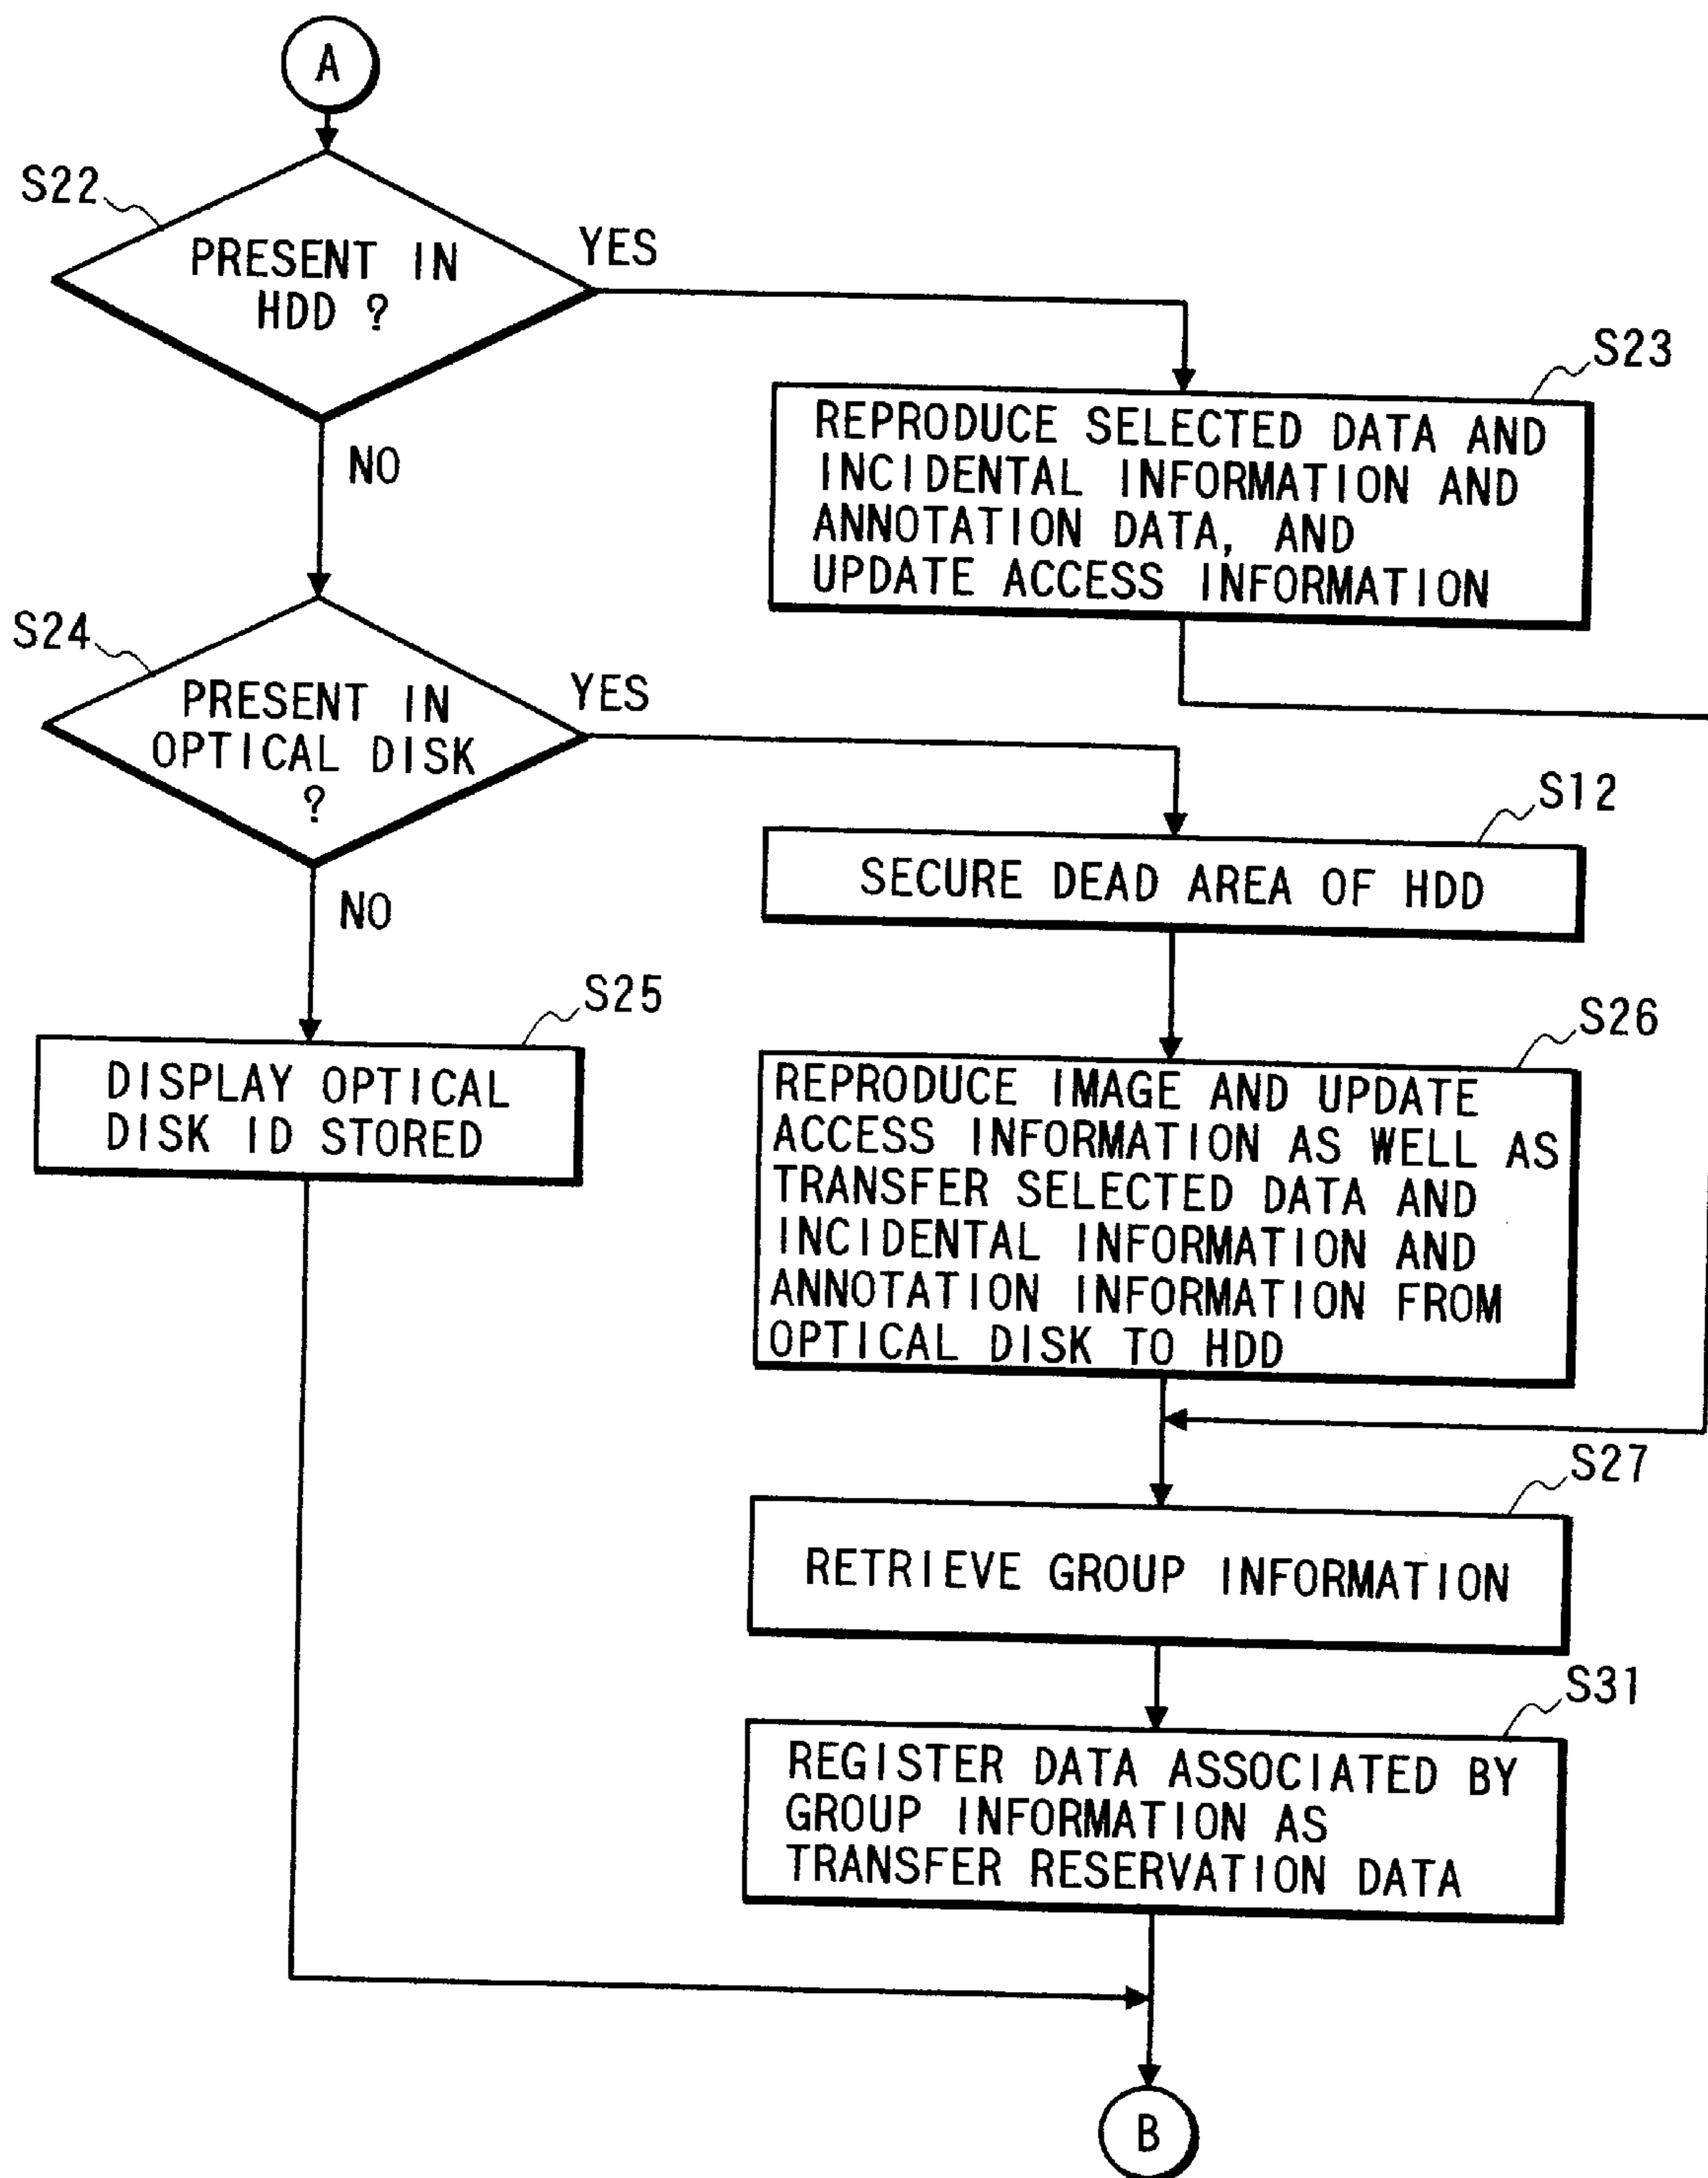 A
S22
PRESENT IN
HDD ?
YES
NO
S23
REPRODUCE SELECTED DATA AND
INCIDENTAL INFORMATION AND
ANNOTATION DATA, AND
UPDATE ACCESS INFORMATION
S24
PRESENT IN
OPTICAL DISK
?
YES
NO
S12
SECURE DEAD AREA OF HDD
S25
DISPLAY OPTICAL
DISK ID STORED
S26
REPRODUCE IMAGE AND UPDATE
ACCESS INFORMATION AS WELL AS
TRANSFER SELECTED DATA AND
INCIDENTAL INFORMATION AND
ANNOTATION INFORMATION FROM
OPTICAL DISK TO HDD
S27
RETRIEVE GROUP INFORMATION
S31
REGISTER DATA ASSOCIATED BY
GROUP INFORMATION AS
TRANSFER RESERVATION DATA
B